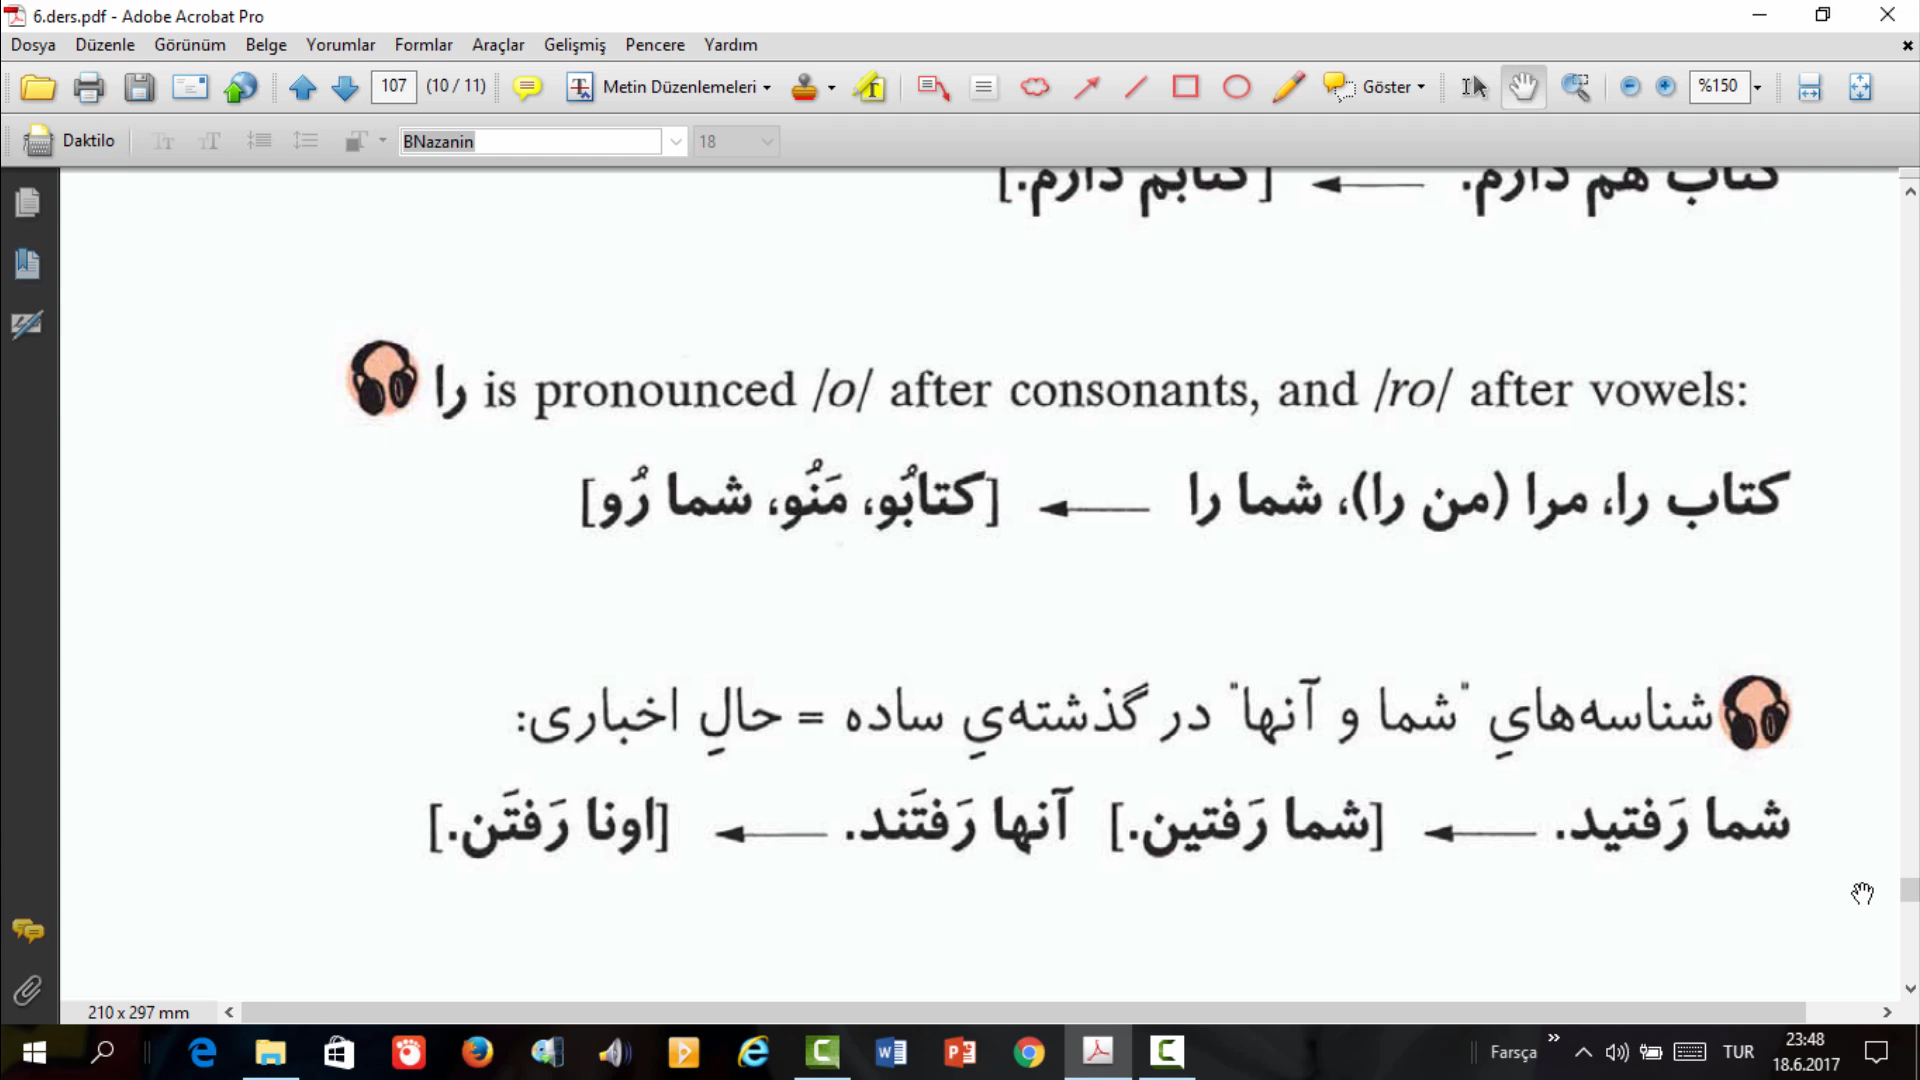 6.ders.pdf - Adobe Acrobat Pro
Dosya Düzenle Görünüm Belge Yorumlar Formlar Araçlar Gelişmiş Pencere Yardım
107 (10 / 11) Metin Düzenlemeleri Göster %150
Daktilo BNazanin 18
کتاب هم دارم. [کتابم دارم.]
را is pronounced /o/ after consonants, and /ro/ after vowels:
کتاب را، مرا (من را)، شما را [کتابُو، مَنُو، شما رُو]
شناسه‌هایِ "شما و آنها" در گذشته‌یِ ساده = حالِ اخباری:
شما رَفتید. [شما رَفتین.] آنها رَفتَند. [اونا رَفتَن.]
210 x 297 mm
Farsça TUR 23:48
18.6.2017